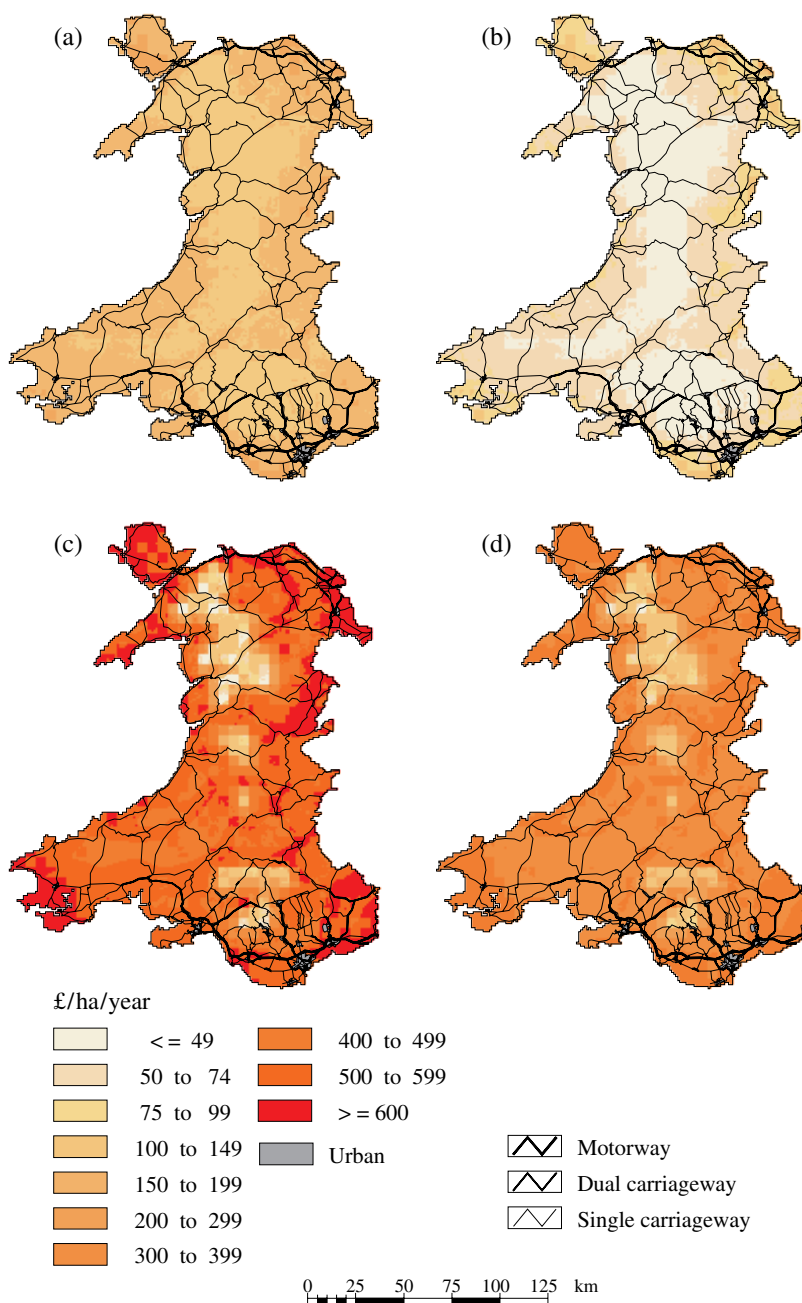 (a)
(b)
(c)
(d)
£/ha/year
<= 49
50 to 74
75 to 99
100 to 149
150 to 199
200 to 299
300 to 399
400 to 499
500 to 599
>= 600
Urban
Motorway
Dual carriageway
Single carriageway
0 25 50 75 100 125 km